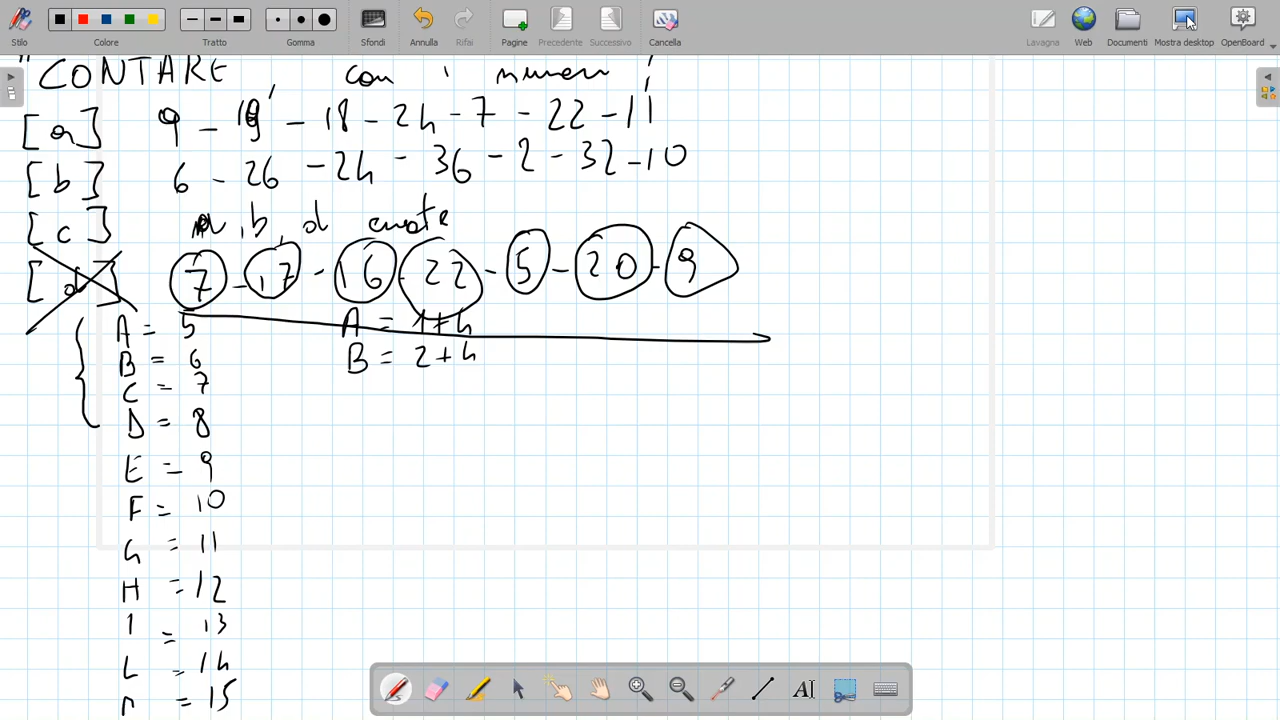 Stilo Colore Tratto Gomma Sfondi Annulla Rifai Pagine Precedente Successivo Cancella Lavagna Web Documenti Mostra desktop OpenBoard
"CONTARE, con i numeri
[a] 9 - 19 - 18 - 24 - 7 - 22 - 11
[b] 6 - 26 - 24 - 36 - 2 - 32 - 10
[c] a, b, d errate
[d] 7 - 17 - 16 - 22 - 5 - 20 - 9
A = 5 A = 1 + 4
B = 6 B = 2 + 4
C = 7
D = 8
E = 9
F = 10
G = 11
H = 12
I = 13
L = 14
M = 15